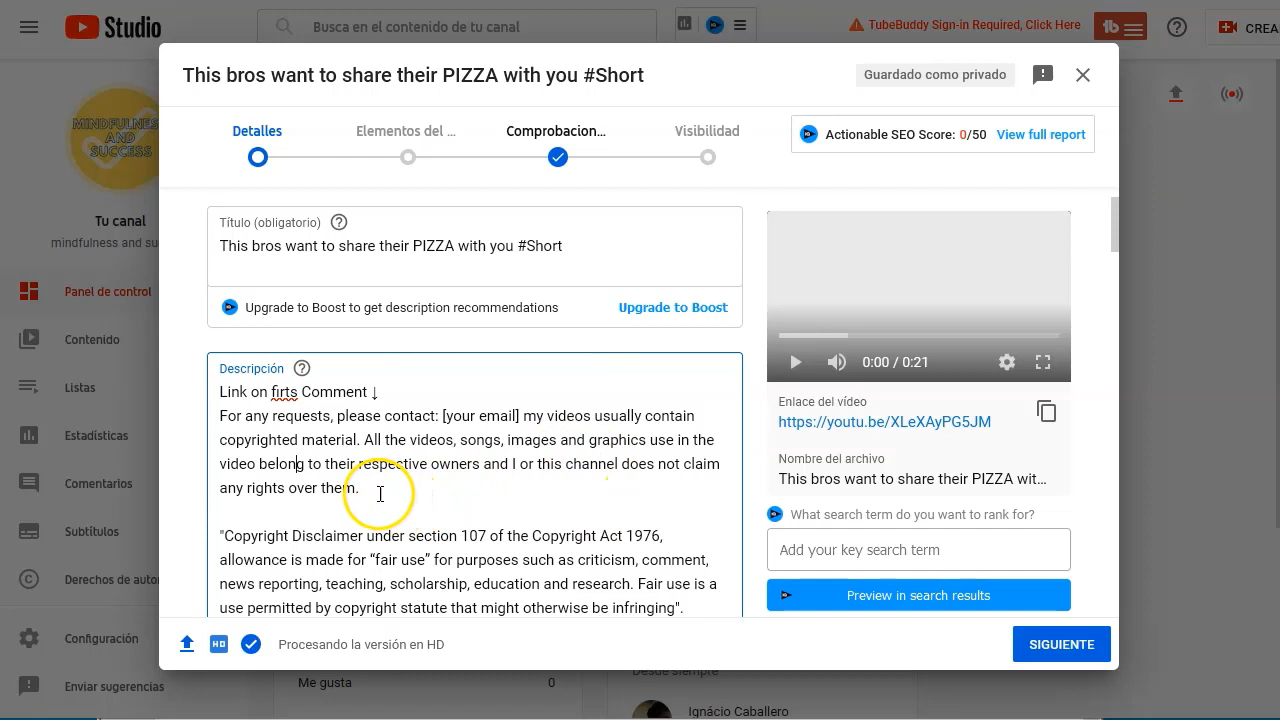 Studio
Busca en el contenido de tu canal
TubeBuddy Sign-in Required, Click Here
tb
CREA
This bros want to share their PIZZA with you #Short
Guardado como privado
MINDFULNES
AND
SUCCESS
Detalles
Elementos del ...
Comprobacion...
Visibilidad
Actionable SEO Score: 0/50 View full report
Tu canal
mindfulness and su
Panel de control
Contenido
Listas
Estadísticas
Comentarios
Subtítulos
Derechos de auto
Configuración
Enviar sugerencias
Título (obligatorio)
This bros want to share their PIZZA with you #Short
Upgrade to Boost to get description recommendations
Upgrade to Boost
Descripción
Link on firts Comment ↓
For any requests, please contact: [your email] my videos usually contain
copyrighted material. All the videos, songs, images and graphics use in the
video belong to their respective owners and I or this channel does not claim
any rights over them.
"Copyright Disclaimer under section 107 of the Copyright Act 1976,
allowance is made for “fair use” for purposes such as criticism, comment,
news reporting, teaching, scholarship, education and research. Fair use is a
use permitted by copyright statute that might otherwise be infringing".
0:00 / 0:21
Enlace del vídeo
https://youtu.be/XLeXAyPG5JM
Nombre del archivo
This bros want to share their PIZZA wit...
What search term do you want to rank for?
Add your key search term
Preview in search results
HD
Procesando la versión en HD
SIGUIENTE
Me gusta
0
Desde siempre
Ignácio Caballero